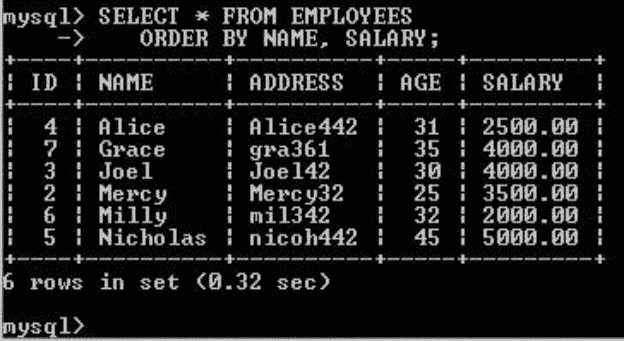 mysql> SELECT * FROM EMPLOYEES
    ->     ORDER BY NAME, SALARY;
+----+----------+----------+-----+---------+
| ID | NAME     | ADDRESS  | AGE | SALARY  |
+----+----------+----------+-----+---------+
|  4 | Alice    | Alice442 |  31 | 2500.00 |
|  7 | Grace    | gra361   |  35 | 4000.00 |
|  3 | Joel     | Joel42   |  30 | 4000.00 |
|  2 | Mercy    | Mercy32  |  25 | 3500.00 |
|  6 | Milly    | mil342   |  32 | 2000.00 |
|  5 | Nicholas | nicoh442 |  45 | 5000.00 |
+----+----------+----------+-----+---------+
6 rows in set (0.32 sec)
mysql>